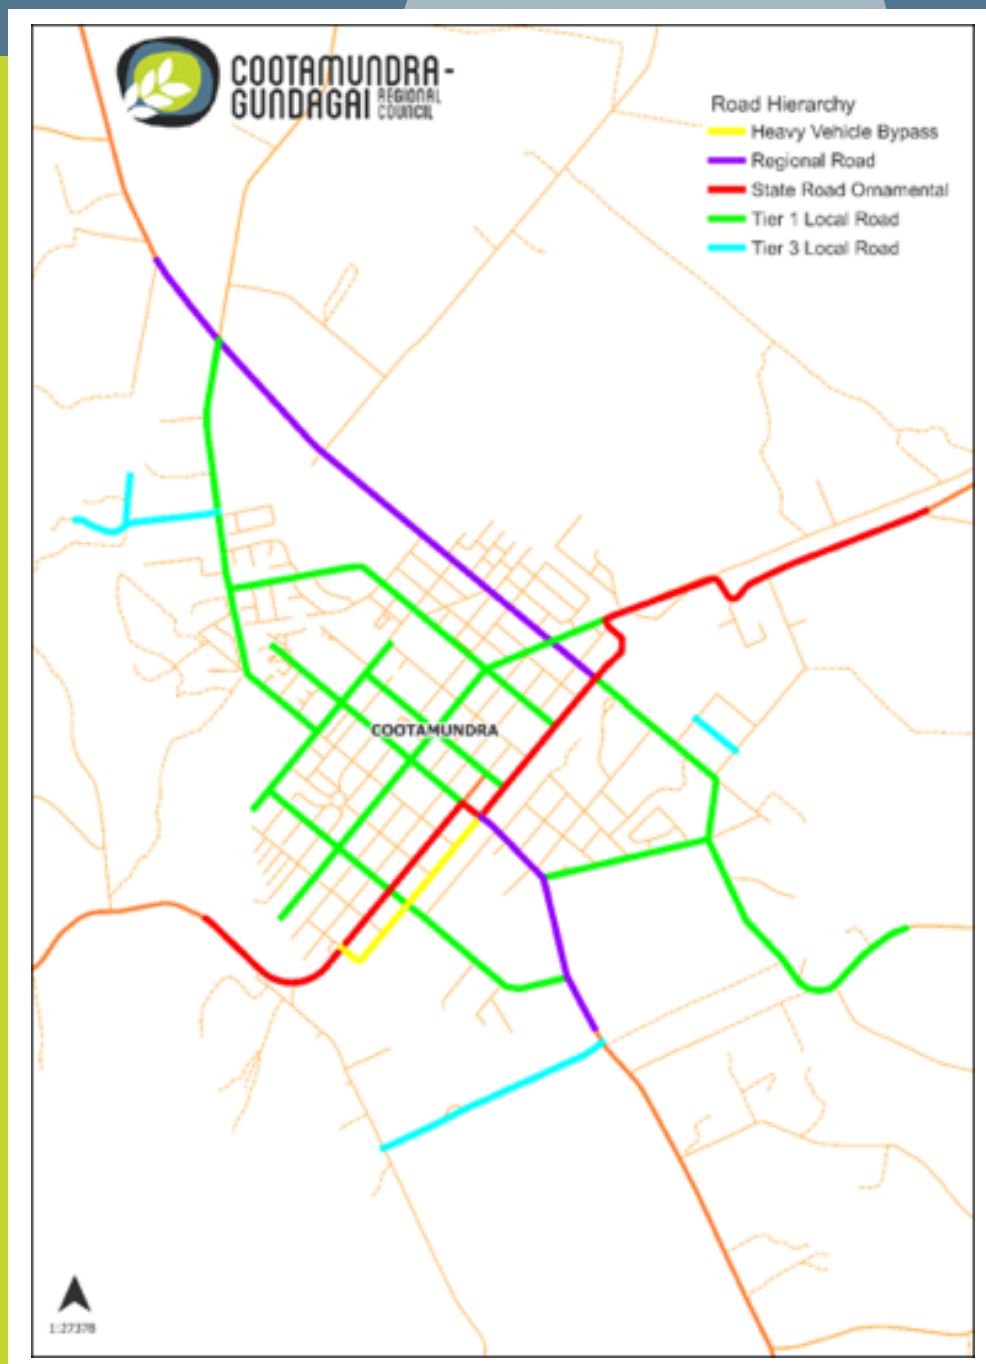 COOTAMUNDRA-
GUNDAGAI REGIONAL COUNCIL
Road Hierarchy
Heavy Vehicle Bypass
Regional Road
State Road Ornamental
Tier 1 Local Road
Tier 3 Local Road
COOTAMUNDRA
1:27378